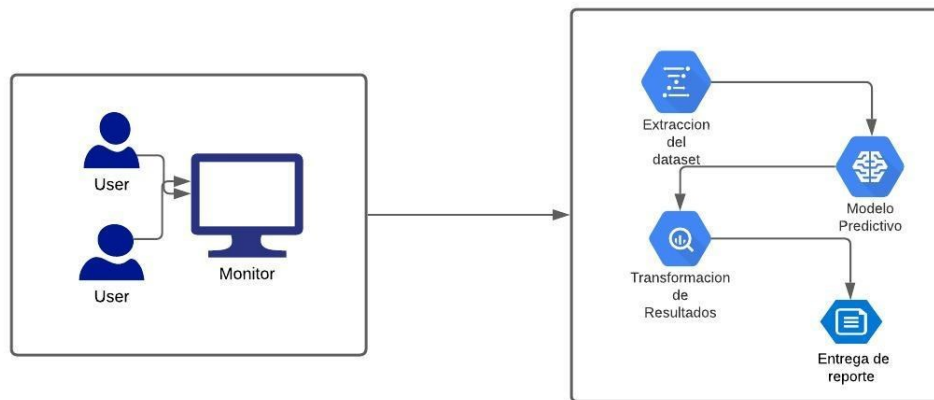 User
User
Monitor
Extraccion
del
dataset
Modelo
Predictivo
Transformacion
de
Resultados
Entrega de
reporte